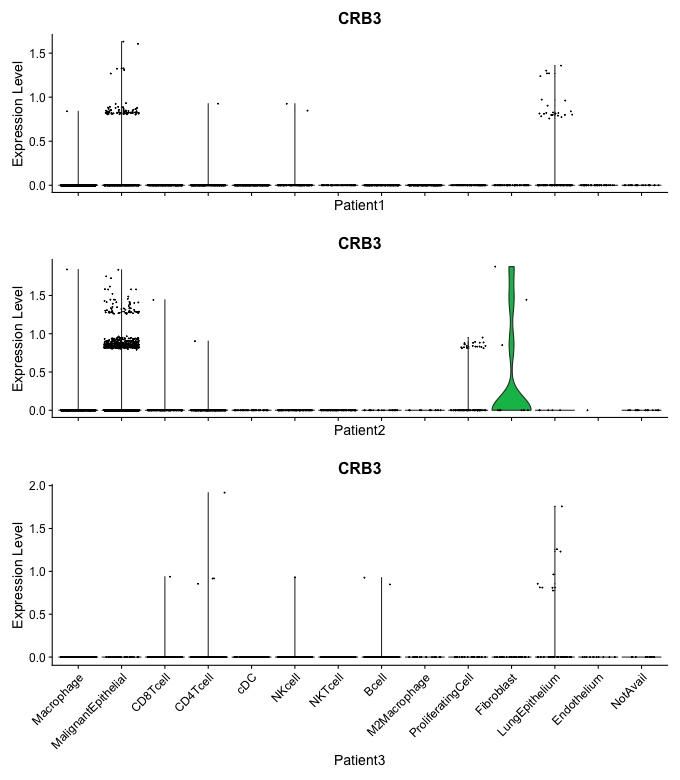 CRB3
Expression Level
1.5
1.0
0.5
0.0
Patient1
CRB3
Expression Level
1.5
1.0
0.5
0.0
Patient2
CRB3
Expression Level
2.0
1.5
1.0
0.5
0.0
Macrophage
MalignantEpithelial
CD8Tcell
CD4Tcell
cDC
NKcell
NKTcell
Bcell
M2Macrophage
ProliferatingCell
Fibroblast
LungEpithelium
Endothelium
NotAvail
Patient3